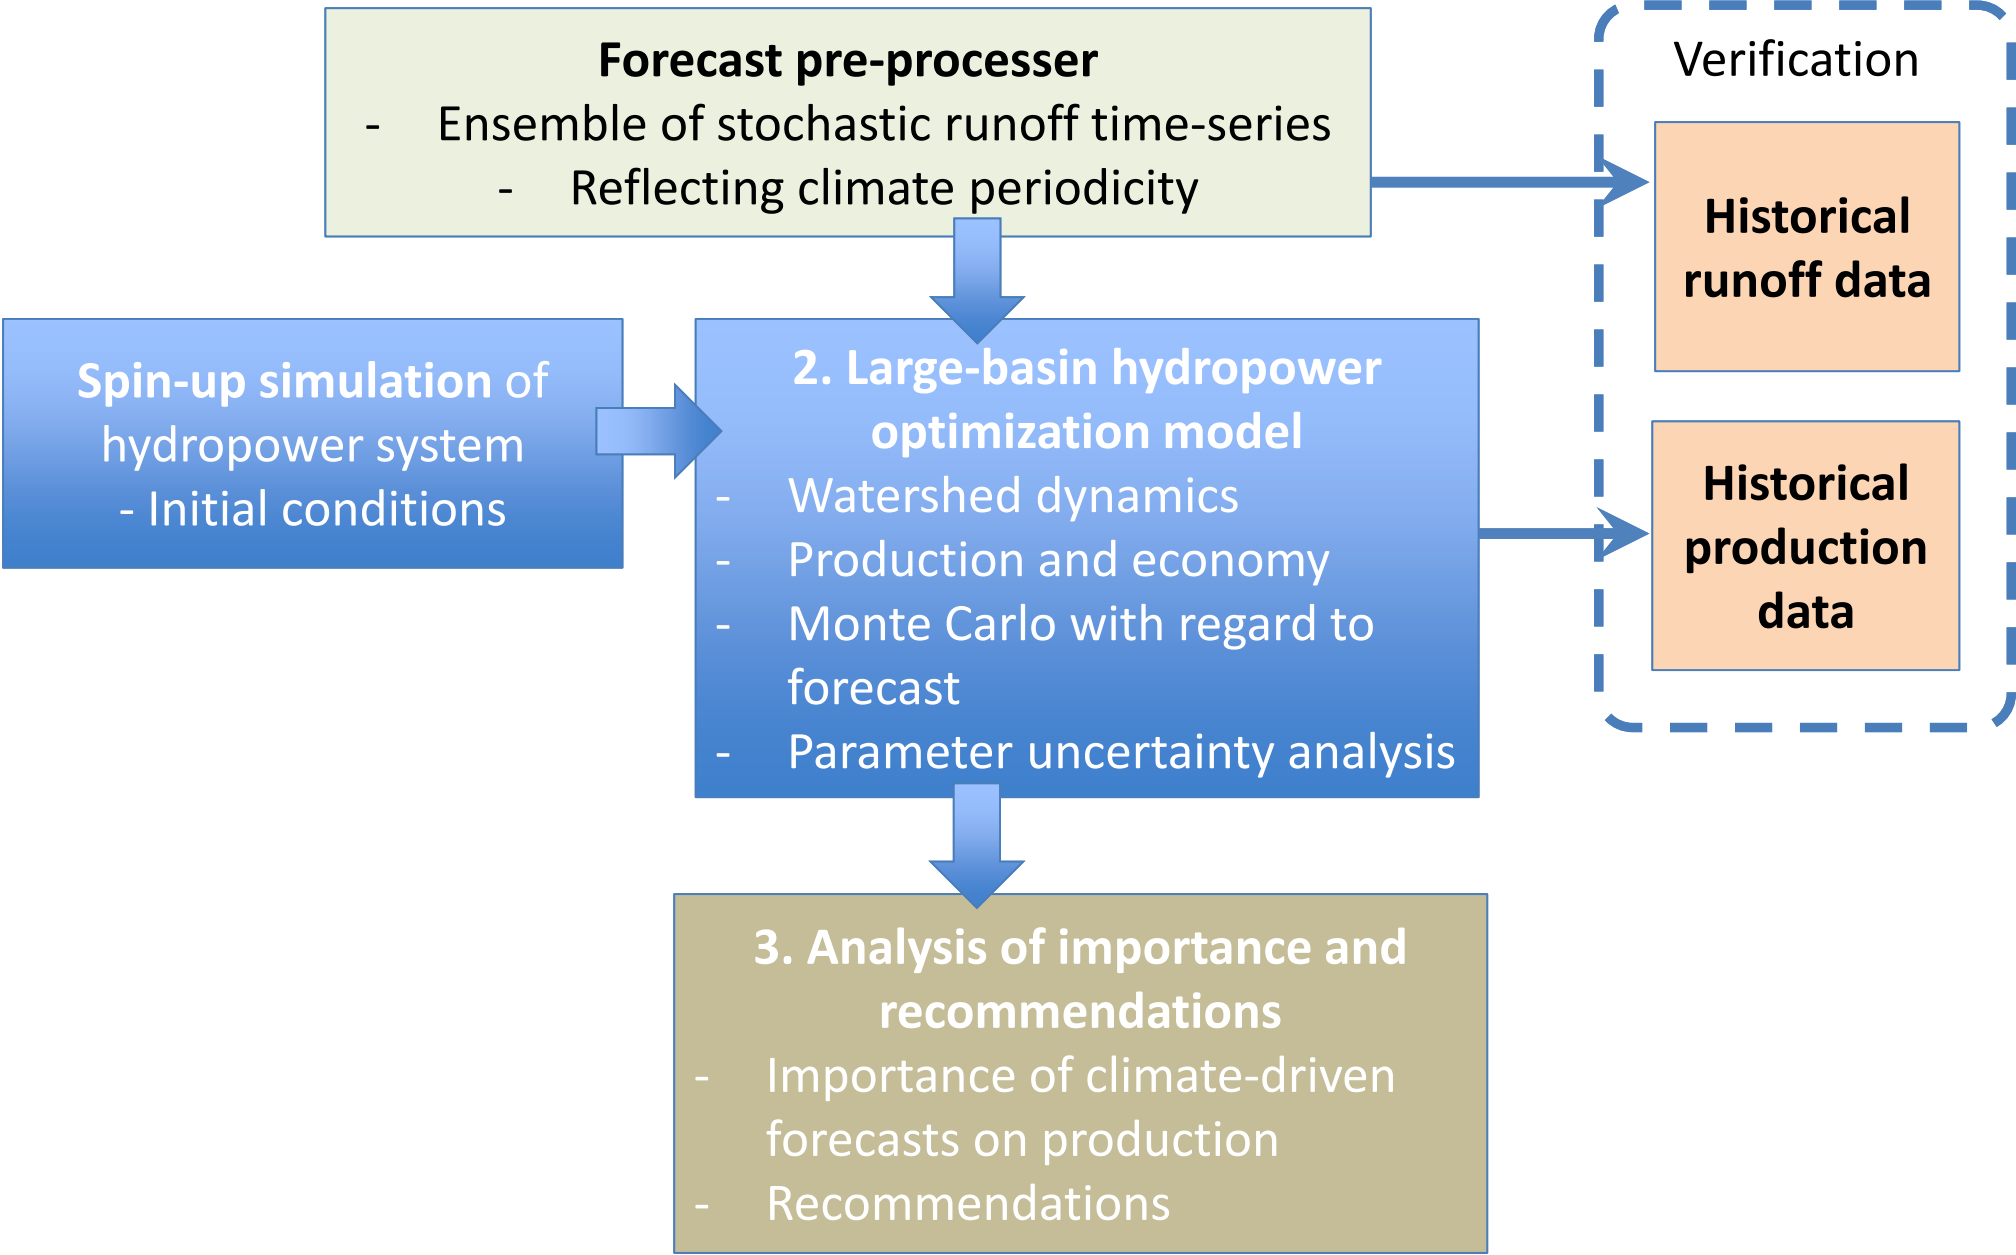 Forecast pre-processer
- Ensemble of stochastic runoff time-series
- Reflecting climate periodicity
Verification
Historical
runoff data
Historical
production
data
Spin-up simulation of
hydropower system
- Initial conditions
2. Large-basin hydropower
optimization model
- Watershed dynamics
- Production and economy
- Monte Carlo with regard to
forecast
- Parameter uncertainty analysis
3. Analysis of importance and
recommendations
- Importance of climate-driven
forecasts on production
- Recommendations